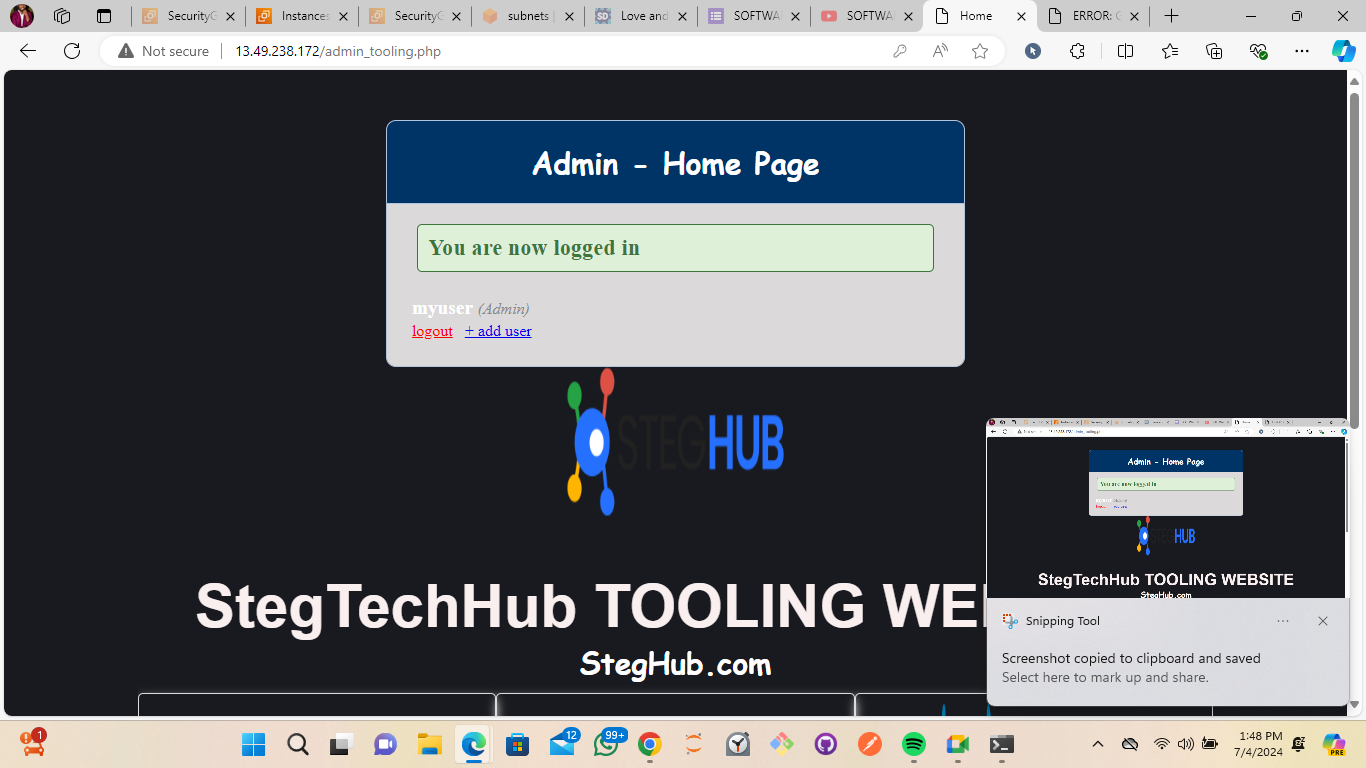 SecurityG
Instances
SecurityG
subnets
Love and
SOFTWA
SOFTWA
Home
ERROR: G
Not secure
13.49.238.172/admin_tooling.php
Admin - Home Page
You are now logged in
myuser (Admin)
logout + add user
STEGHUB
StegTechHub TOOLING WE
StegHub.com
Admin - Home Page
You are now logged in
STEGHUB
StegTechHub TOOLING WEBSITE
StegHub.com
Snipping Tool
Screenshot copied to clipboard and saved
Select here to mark up and share.
1
12
99+
1:48 PM
7/4/2024
PRE